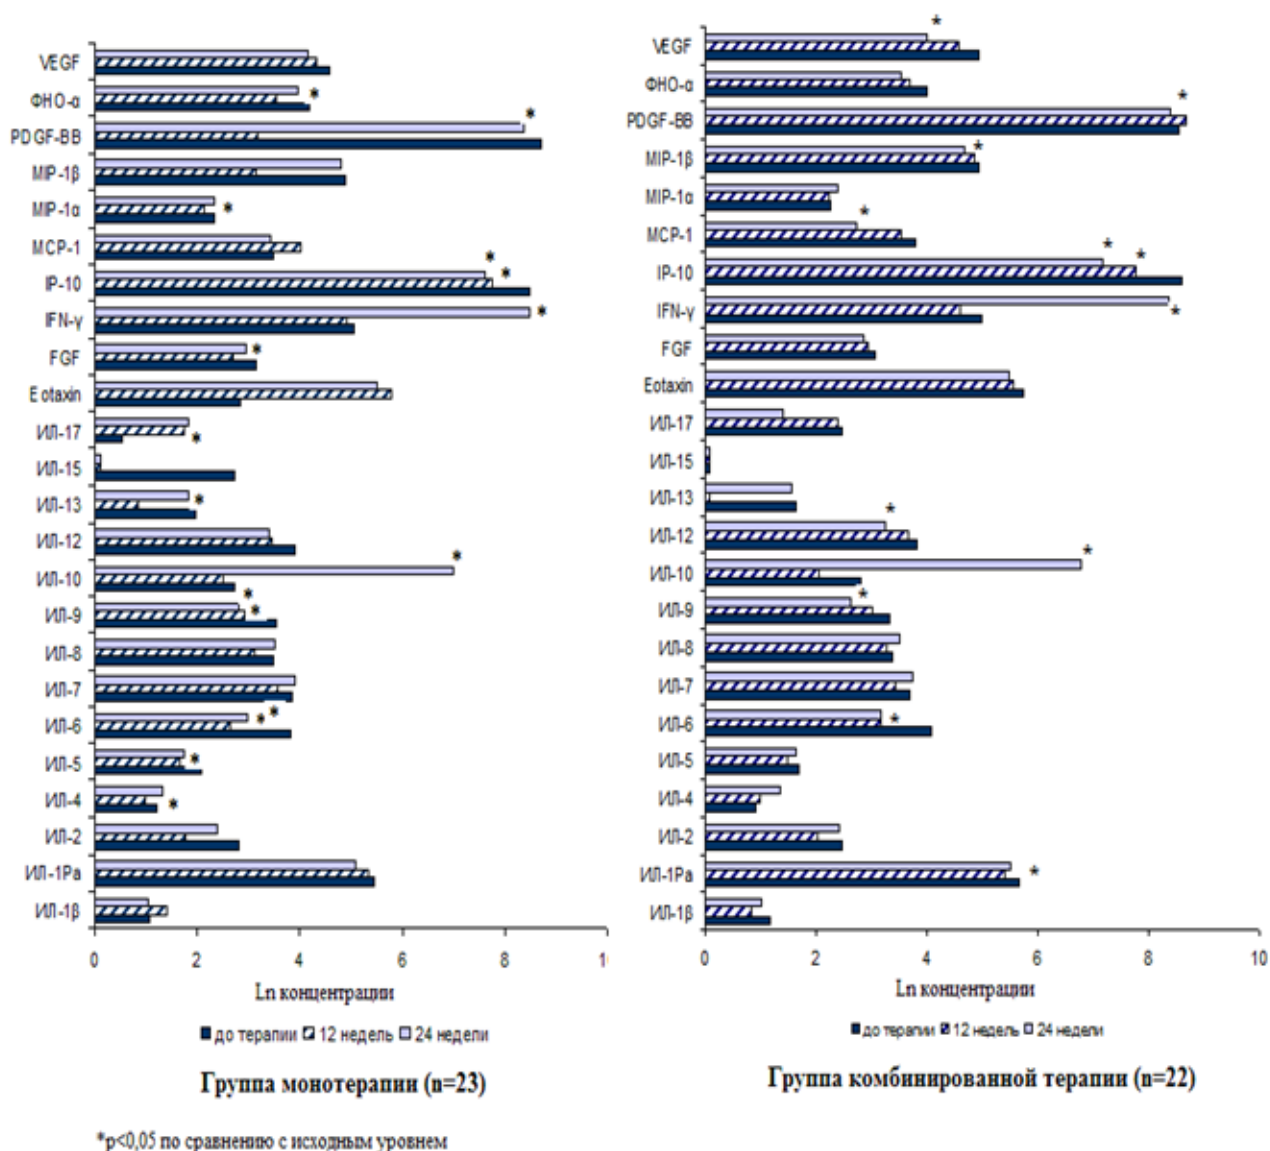 VEGF
ФНО-α
PDGF-BB
MIP-1β
MIP-1α
MCP-1
IP-10
IFN-γ
FGF
Eotaxin
ИЛ-17
ИЛ-15
ИЛ-13
ИЛ-12
ИЛ-10
ИЛ-9
ИЛ-8
ИЛ-7
ИЛ-6
ИЛ-5
ИЛ-4
ИЛ-2
ИЛ-1Ра
ИЛ-1β
0 2 4 6 8 1
Ln концентрации
до терапии 12 недель 24 недели
Группа монотерапии (n=23)
VEGF
ФНО-α
PDGF-BB
MIP-1β
MIP-1α
MCP-1
IP-10
IFN-γ
FGF
Eotaxin
ИЛ-17
ИЛ-15
ИЛ-13
ИЛ-12
ИЛ-10
ИЛ-9
ИЛ-8
ИЛ-7
ИЛ-6
ИЛ-5
ИЛ-4
ИЛ-2
ИЛ-1Ра
ИЛ-1β
0 2 4 6 8 10
Ln концентрации
до терапии 12 недель 24 недели
Группа комбинированной терапии (n=22)
*p<0,05 по сравнению с исходным уровнем